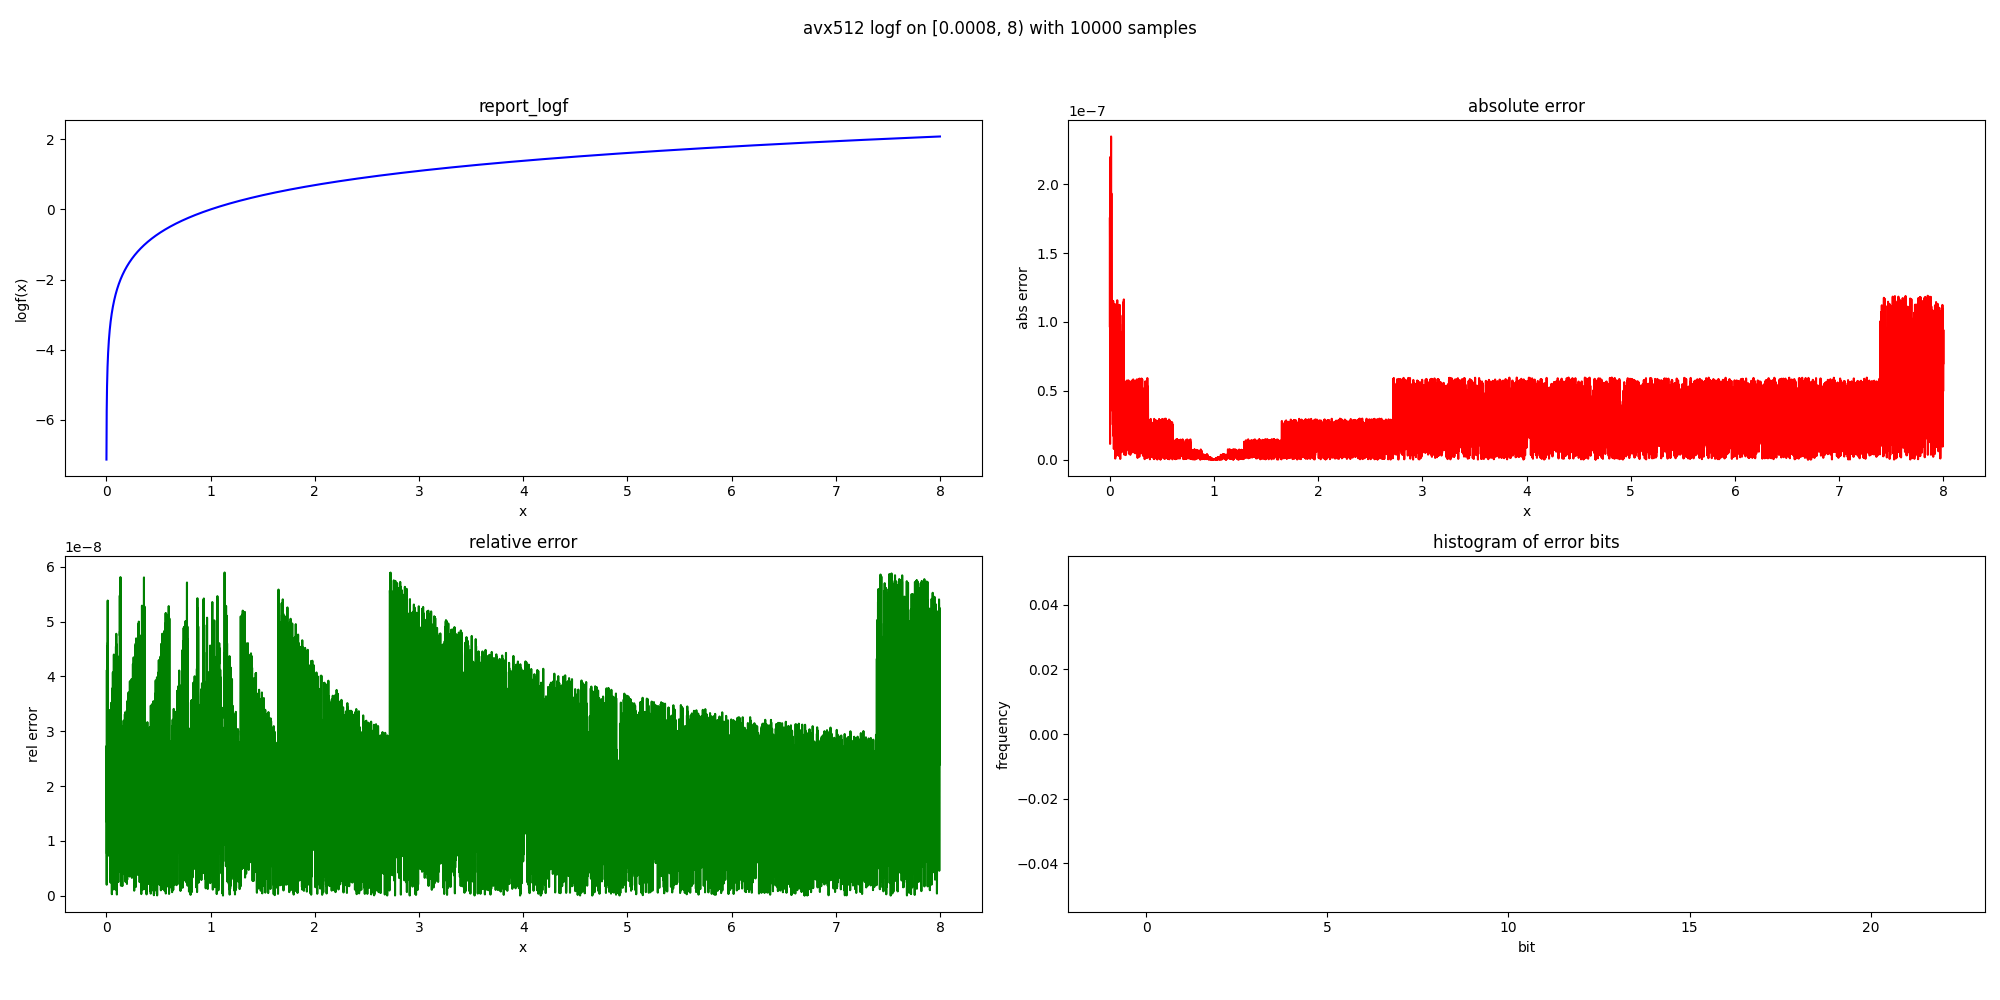 avx512 logf on [0.0008, 8) with 10000 samples
report_logf
logf(x)
2
0
−2
−4
−6
0 1 2 3 4 5 6 7 8
x
absolute error
1e−7
abs error
2.0
1.5
1.0
0.5
0.0
0 1 2 3 4 5 6 7 8
x
relative error
1e−8
rel error
6
5
4
3
2
1
0
0 1 2 3 4 5 6 7 8
x
histogram of error bits
frequency
0.04
0.02
0.00
−0.02
−0.04
0 5 10 15 20
bit